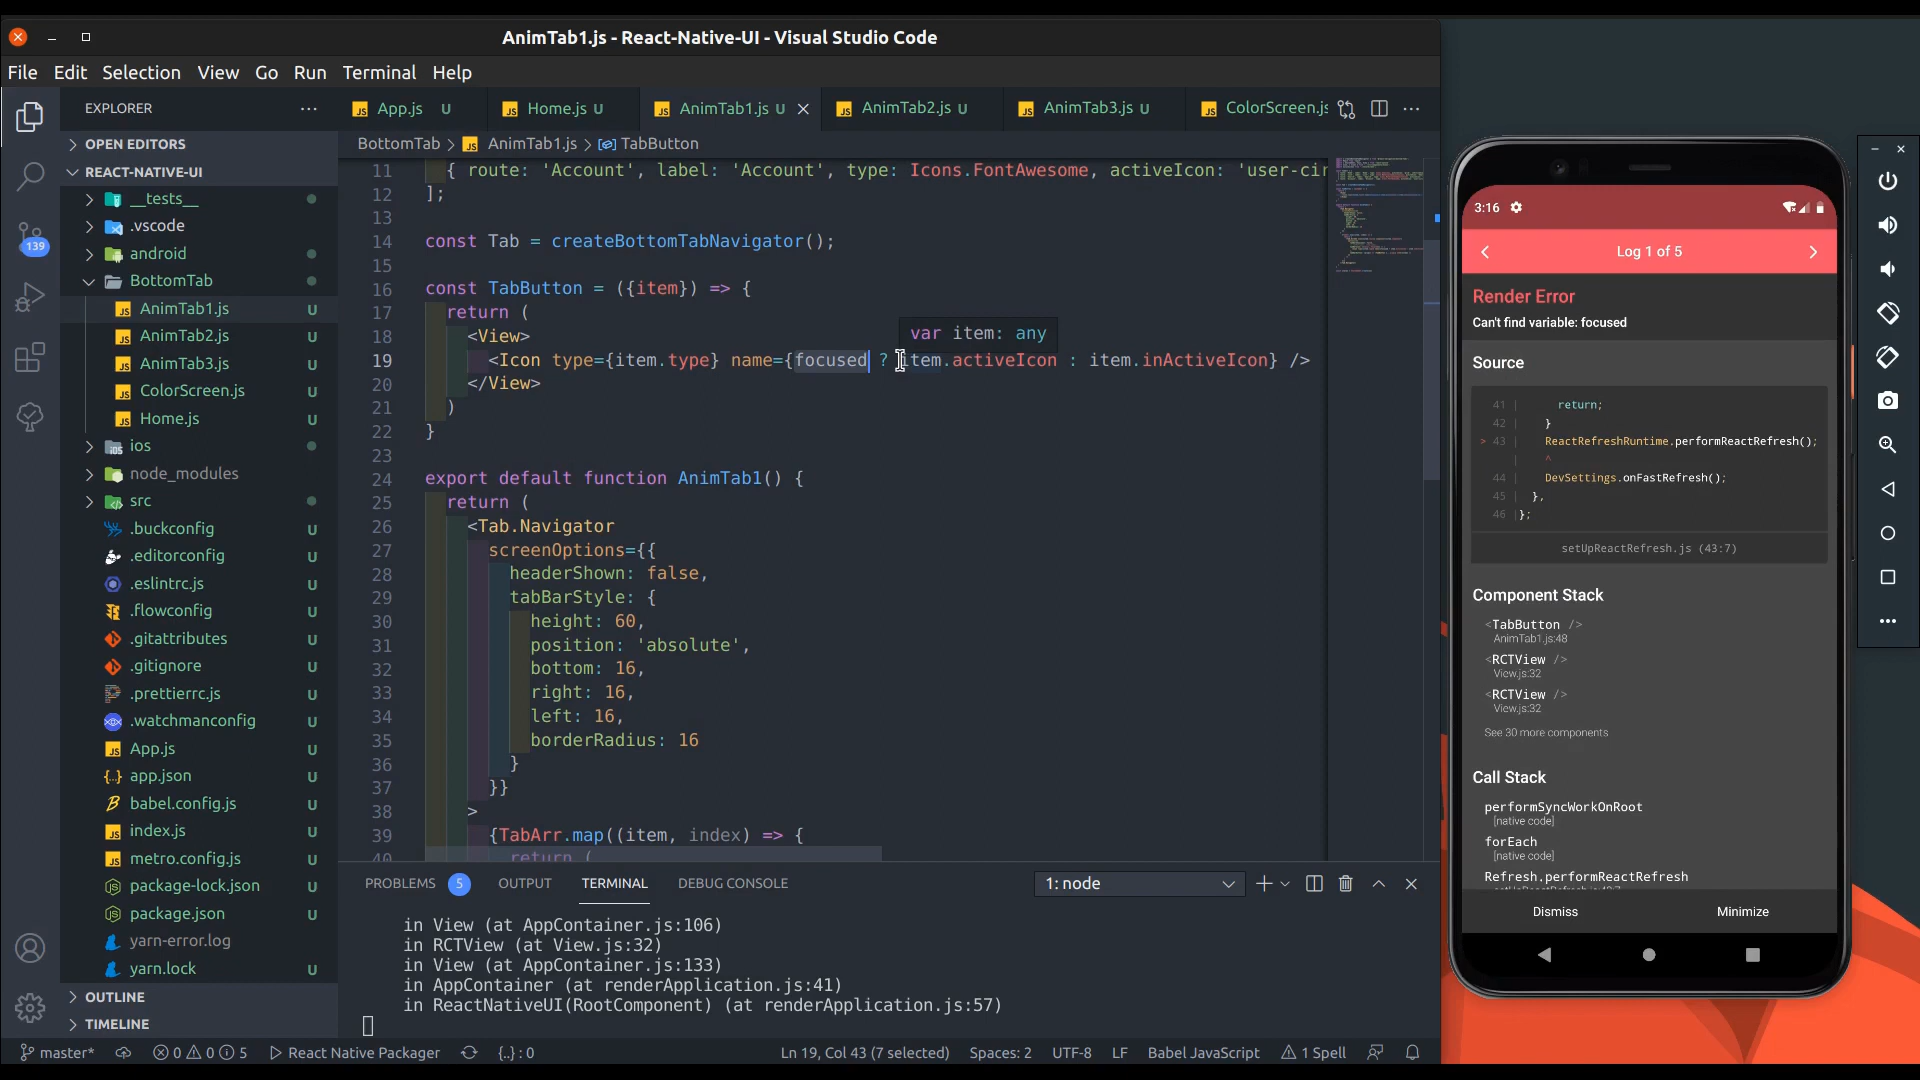 AnimTab1.js - React-Native-UI - Visual Studio Code
File Edit Selection View Go Run Terminal Help
EXPLORER
OPEN EDITORS
REACT-NATIVE-UI
__tests__
.vscode
android
BottomTab
AnimTab1.js U
AnimTab2.js U
AnimTab3.js U
ColorScreen.js U
Home.js U
ios
node_modules
src
.buckconfig U
.editorconfig U
.eslintrc.js U
.flowconfig U
.gitattributes U
.gitignore U
.prettierrc.js U
.watchmanconfig U
App.js U
app.json U
babel.config.js U
index.js U
metro.config.js U
package-lock.json U
package.json U
yarn-error.log
yarn.lock U
OUTLINE
TIMELINE
139
App.js U Home.js U AnimTab1.js U AnimTab2.js U AnimTab3.js U ColorScreen.js
BottomTab > AnimTab1.js > TabButton
11 { route: 'Account', label: 'Account', type: Icons.FontAwesome, activeIcon: 'user-cir
12 ];
13
14 const Tab = createBottomTabNavigator();
15
16 const TabButton = ({item}) => {
17 return (
18 <View>
var item: any
19 <Icon type={item.type} name={focused ? item.activeIcon : item.inActiveIcon} />
20 </View>
21 )
22 }
23
24 export default function AnimTab1() {
25 return (
26 <Tab.Navigator
27 screenOptions={{
28 headerShown: false,
29 tabBarStyle: {
30 height: 60,
31 position: 'absolute',
32 bottom: 16,
33 right: 16,
34 left: 16,
35 borderRadius: 16
36 }
37 }}
38 >
39 {TabArr.map((item, index) => {
40 return (
PROBLEMS 5 OUTPUT TERMINAL DEBUG CONSOLE 1: node
in View (at AppContainer.js:106)
in RCTView (at View.js:32)
in View (at AppContainer.js:133)
in AppContainer (at renderApplication.js:41)
in ReactNativeUI(RootComponent) (at renderApplication.js:57)
master* 0 0 5 React Native Packager {..} : 0 Ln 19, Col 43 (7 selected) Spaces: 2 UTF-8 LF Babel JavaScript 1 Spell
3:16
Log 1 of 5
Render Error
Can't find variable: focused
Source
41 | return;
42 | }
> 43 | ReactRefreshRuntime.performReactRefresh();
| ^
44 | DevSettings.onFastRefresh();
45 | },
46 | };
setUpReactRefresh.js (43:7)
Component Stack
<TabButton />
AnimTab1.js:48
<RCTView />
View.js:32
<RCTView />
View.js:32
See 30 more components
Call Stack
performSyncWorkOnRoot
[native code]
forEach
[native code]
Refresh.performReactRefresh
Dismiss Minimize